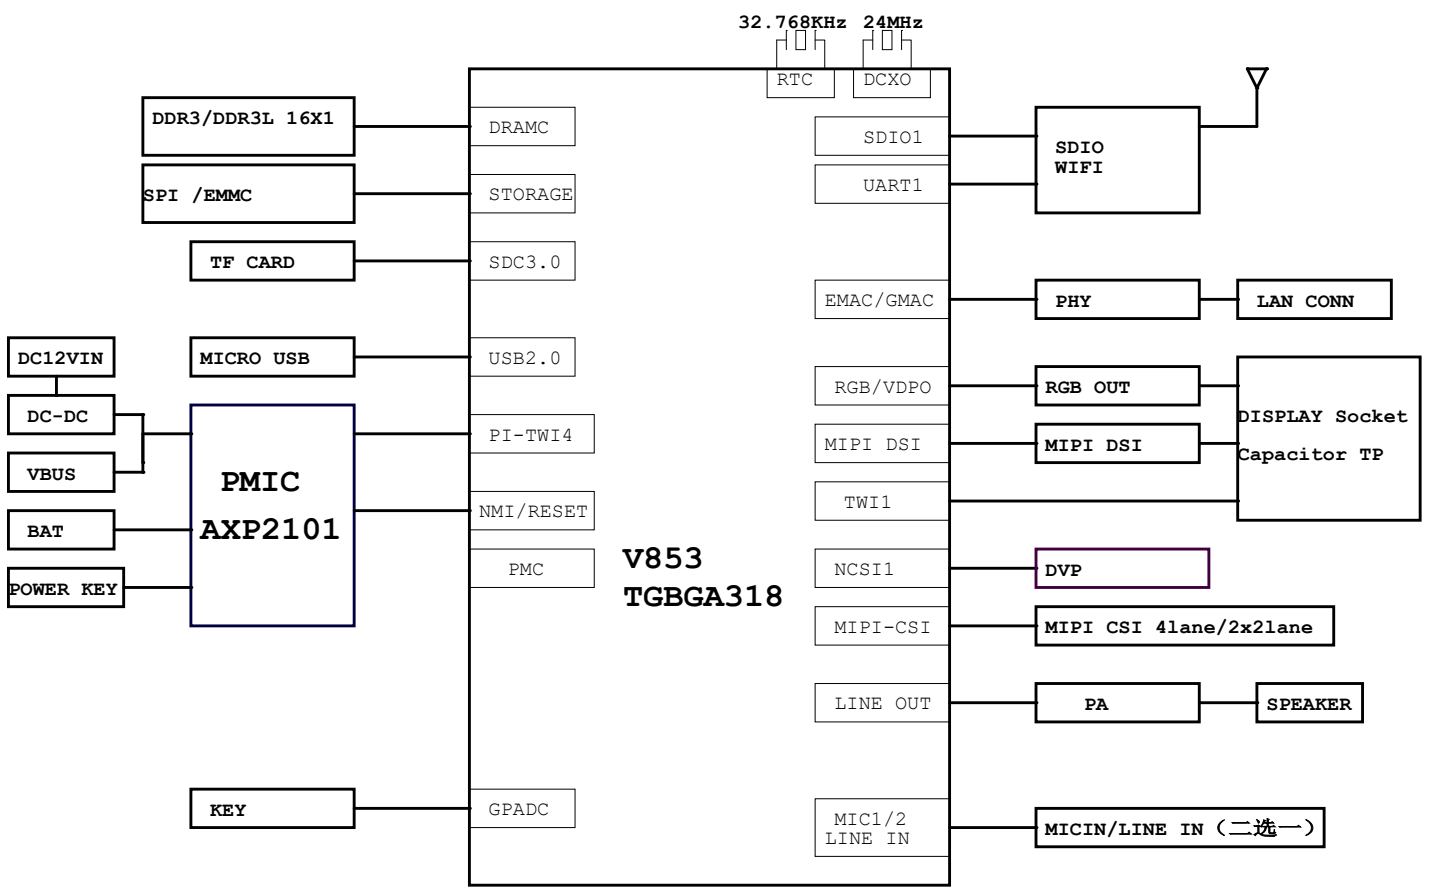 32.768KHz 24MHz
RTC DCXO
DDR3/DDR3L 16X1
DRAMC
SPI /EMMC
STORAGE
TF CARD
SDC3.0
MICRO USB
USB2.0
DC12VIN
DC-DC
VBUS
BAT
POWER KEY
PMIC
AXP2101
PI-TWI4
NMI/RESET
PMC
KEY
GPADC
V853
TGBGA318
SDIO1
UART1
SDIO
WIFI
EMAC/GMAC
PHY
LAN CONN
RGB/VDPO
RGB OUT
MIPI DSI
MIPI DSI
TWI1
DISPLAY Socket
Capacitor TP
NCSI1
DVP
MIPI-CSI
MIPI CSI 4lane/2x2lane
LINE OUT
PA
SPEAKER
MIC1/2
LINE IN
MICIN/LINE IN（二选一）